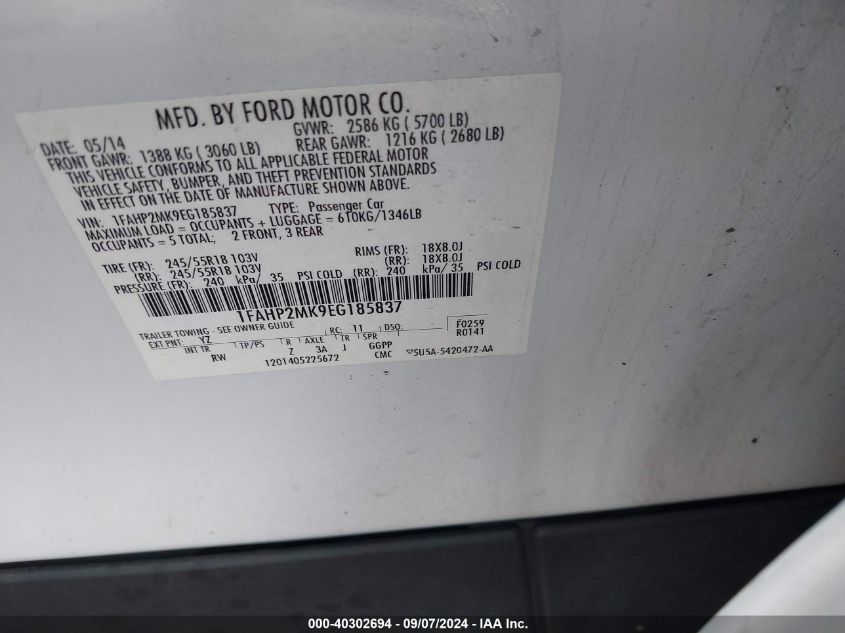 MFD. BY FORD MOTOR CO.
DATE: 05/14 GVWR: 2586 KG ( 5700 LB)
FRONT GAWR: 1388 KG ( 3060 LB) REAR GAWR: 1216 KG ( 2680 LB)
THIS VEHICLE CONFORMS TO ALL APPLICABLE FEDERAL MOTOR
VEHICLE SAFETY, BUMPER, AND THEFT PREVENTION STANDARDS
IN EFFECT ON THE DATE OF MANUFACTURE SHOWN ABOVE.
VIN: 1FAHP2MK9EG185837 TYPE: Passenger Car
MAXIMUM LOAD = OCCUPANTS + LUGGAGE = 610KG/1346LB
OCCUPANTS = 5 TOTAL; 2 FRONT, 3 REAR
TIRE (FR): 245/55R18 103V RIMS (FR): 18X8.0J
(RR): 245/55R18 103V (RR): 18X8.0J
PRESSURE (FR): 240 kPa/ 35 PSI COLD (RR): 240 kPa/ 35 PSI COLD
1FAHP2MK9EG185837
TRAILER TOWING - SEE OWNER GUIDE
EXT PNT: YZ RC: 11 DSO: F0259
R0141
INT TR TP/PS R AXLE TR SPR
RW Z 3A J GGPP
1201405225672 CMC 5U5A-5420472-AA
000-40302694 - 09/07/2024 - IAA Inc.